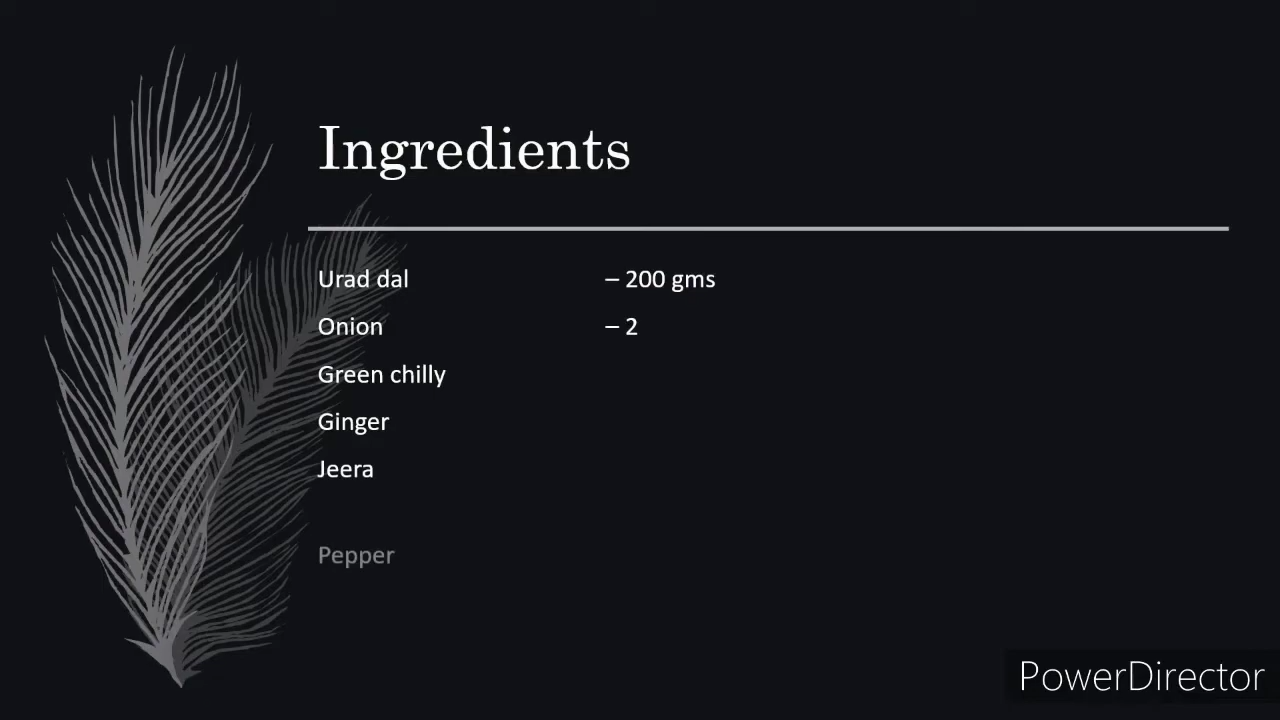 Ingredients
Urad dal – 200 gms
Onion – 2
Green chilly
Ginger
Jeera
Pepper
PowerDirector